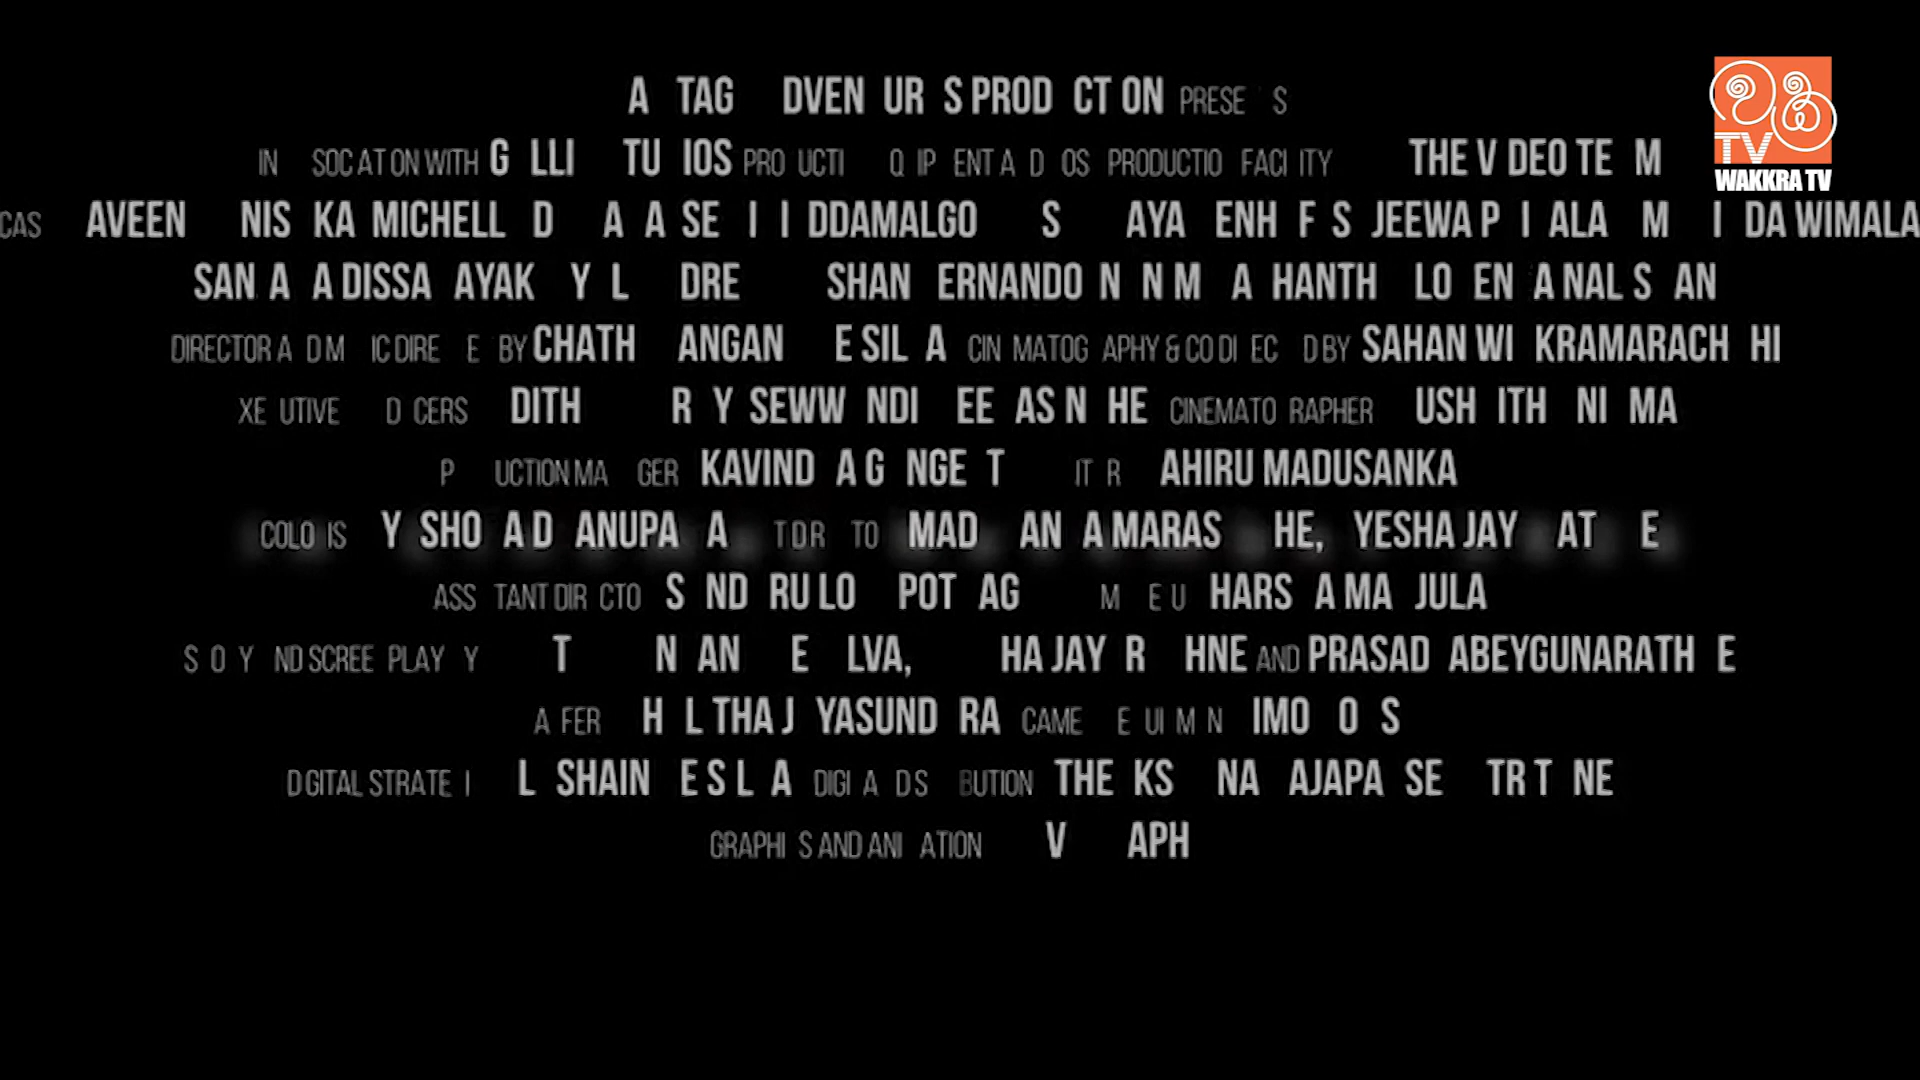 A TAG DVEN UR S PROD CT ON PRESE S
IN SOCAT ON WITH G LLI TU IOS PRO UCTI Q IP ENT A D OS PRODUCTIO FACI ITY THE V DEO TE M
CAS AVEEN NIS KA MICHELL D A A SE I I DDAMALGO S AYA ENH F S JEEWA P I ALA M I DA WIMALA
SAN A A DISSA AYAK Y L DRE SHAN ERNANDO N N M A HANTH LO EN A NAL S AN
DIRECTOR A D M IC DIRE E BY CHATH ANGAN E SIL A CIN MATOG APHY & CO DI EC D BY SAHAN WI KRAMARACH HI
XE UTIVE D CERS DITH R Y SEWW NDI EE AS N HE CINEMATO RAPHER USH ITH NI MA
P UCTION MA GER KAVIND A G NGE T IT R AHIRU MADUSANKA
COLO IS Y SHO A D ANUPA A T D R TO MAD AN A MARAS HE, YESHA JAY AT E
ASS TANT DIR CTO S ND RU LO POT AG M E U HARS A MA JULA
S O Y ND SCREE PLAY Y T N AN E LVA, HA JAY R HNE AND PRASAD ABEYGUNARATH E
A FER H L THA J YASUND RA CAME E UI M N IMO O S
D GITAL STRATE I L SHAIN E S L A DIGI A D S BUTION THE KS NA AJAPA SE TR T NE
GRAPHI S AND ANI ATION V APH
වක්‍ර
TV
WAKKRA TV